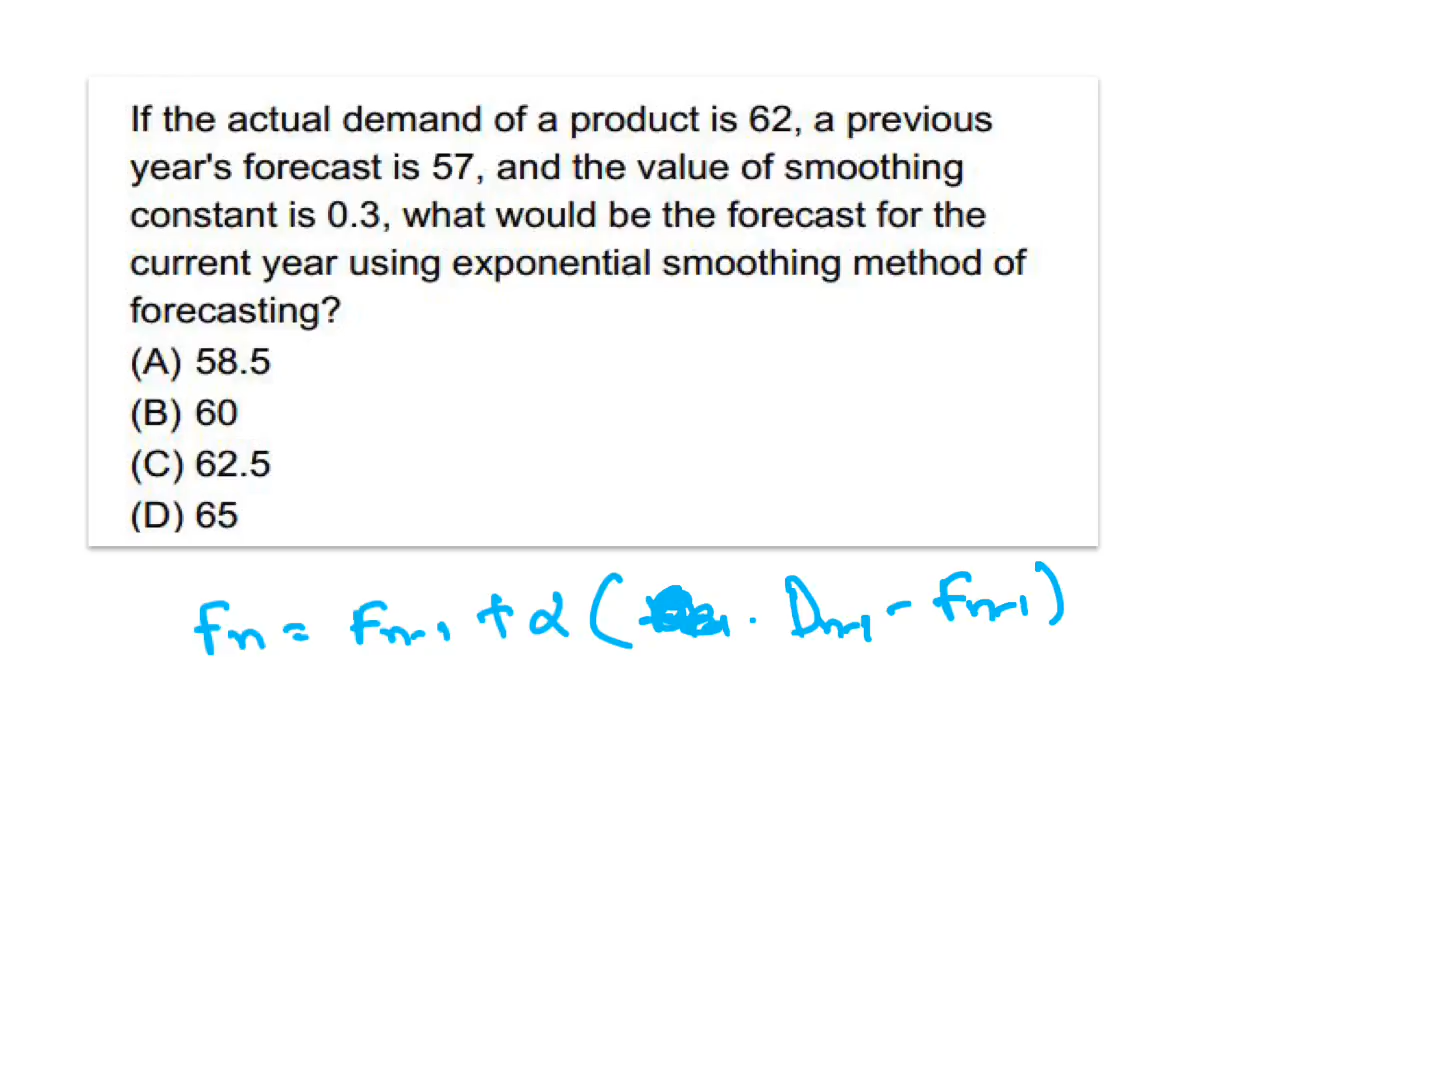 If the actual demand of a product is 62, a previous
year's forecast is 57, and the value of smoothing
constant is 0.3, what would be the forecast for the
current year using exponential smoothing method of
forecasting?
(A) 58.5
(B) 60
(C) 62.5
(D) 65
Fn = Fn-1 + α ( . Dn-1 - Fn-1 )